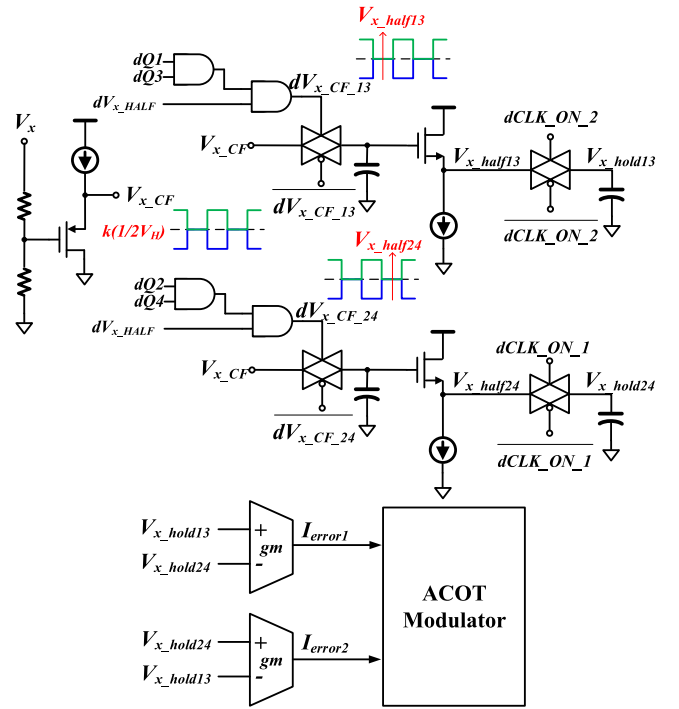 V_x_half13
dQ1
dQ3
dV_x_CF_13
dV_x_HALF
dCLK_ON_2
V_x
V_x_CF
V_x_half13
V_x_hold13
V_x_CF
dV_x_CF_13
dCLK_ON_2
k(1/2V_H)
V_x_half24
dQ2
dQ4
dV_x_CF_24
dV_x_HALF
dCLK_ON_1
V_x_CF
V_x_half24
V_x_hold24
dV_x_CF_24
dCLK_ON_1
V_x_hold13
+
gm
I_error1
V_x_hold24
-
ACOT
Modulator
V_x_hold24
+
gm
I_error2
V_x_hold13
-